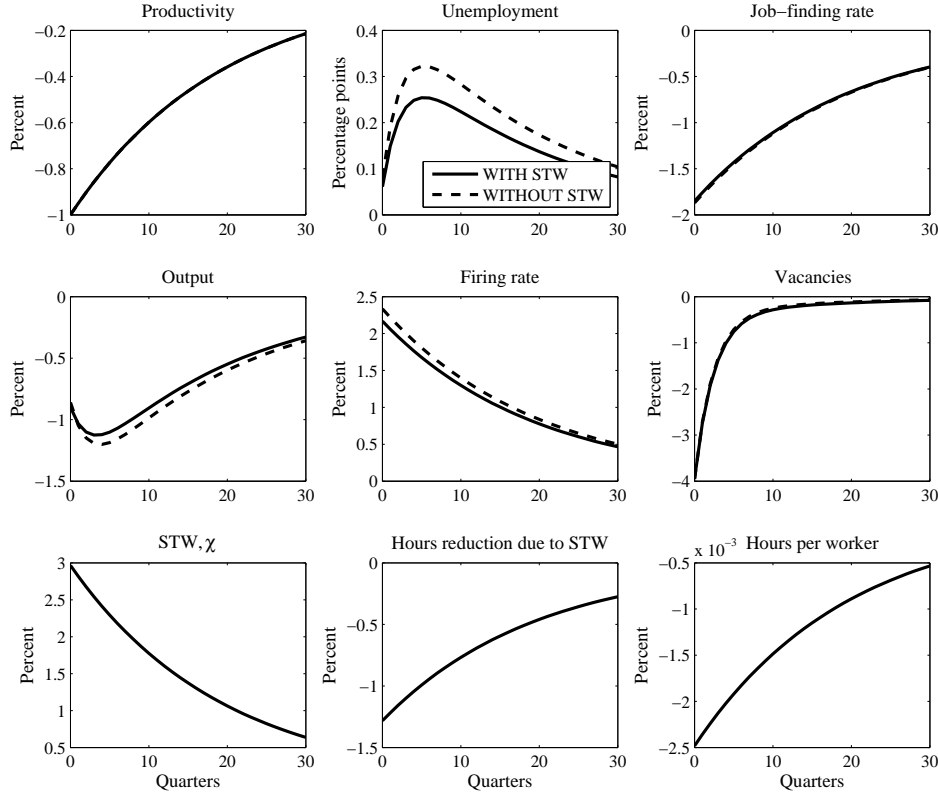 Productivity
−0.2
−0.4
−0.6
−0.8
−1
Percent
0 10 20 30
Unemployment
0.4
0.3
0.2
0.1
0
Percentage points
WITH STW
WITHOUT STW
0 10 20 30
Job−finding rate
0
−0.5
−1
−1.5
−2
Percent
0 10 20 30
Output
0
−0.5
−1
−1.5
Percent
0 10 20 30
Firing rate
2.5
2
1.5
1
0.5
0
Percent
0 10 20 30
Vacancies
0
−1
−2
−3
−4
Percent
0 10 20 30
STW, χ
3
2.5
2
1.5
1
0.5
Percent
0 10 20 30
Quarters
Hours reduction due to STW
0
−0.5
−1
−1.5
Percent
0 10 20 30
Quarters
x 10⁻³ Hours per worker
−0.5
−1
−1.5
−2
−2.5
Percent
0 10 20 30
Quarters